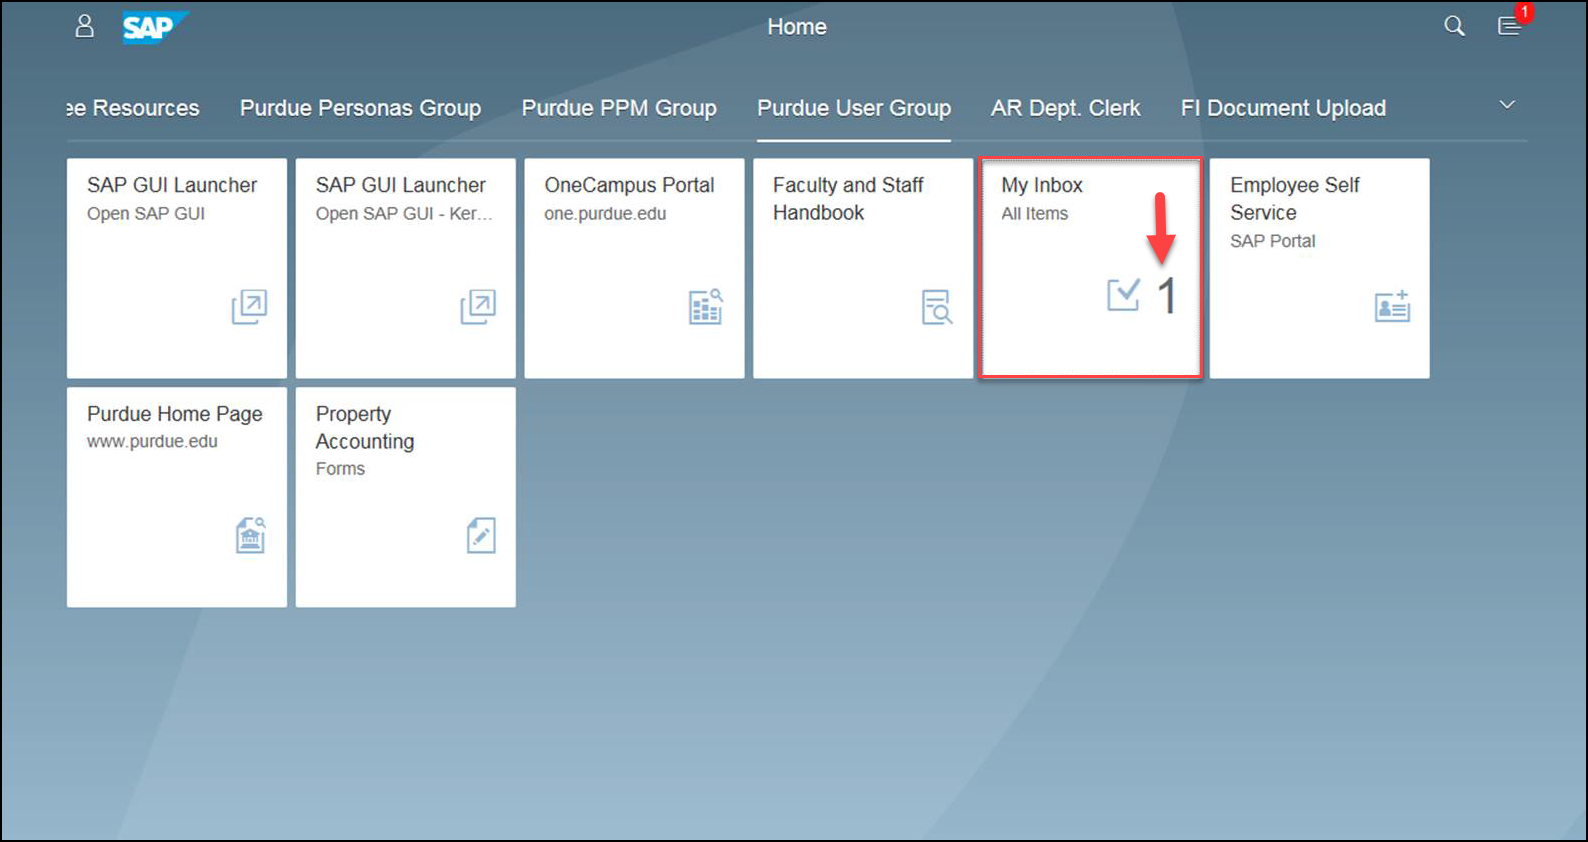 SAP
Home
1
ee Resources
Purdue Personas Group
Purdue PPM Group
Purdue User Group
AR Dept. Clerk
FI Document Upload
SAP GUI Launcher
Open SAP GUI
SAP GUI Launcher
Open SAP GUI - Ker...
OneCampus Portal
one.purdue.edu
Faculty and Staff
Handbook
My Inbox
All Items
1
Employee Self
Service
SAP Portal
Purdue Home Page
www.purdue.edu
Property
Accounting
Forms